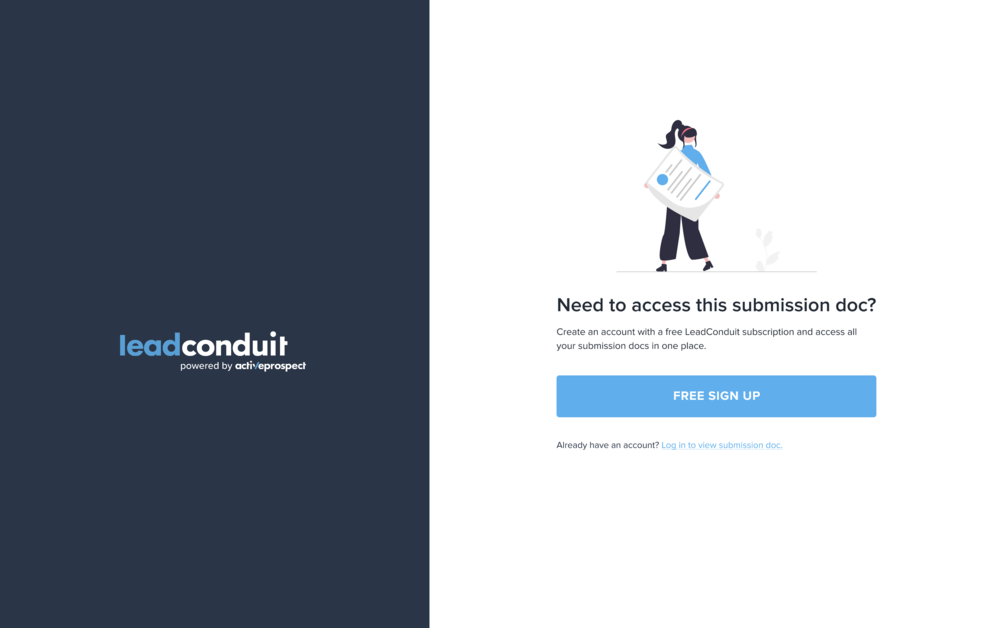 leadconduit
powered by activeprospect
Need to access this submission doc?
Create an account with a free LeadConduit subscription and access all
your submission docs in one place.
FREE SIGN UP
Already have an account? Log in to view submission doc.